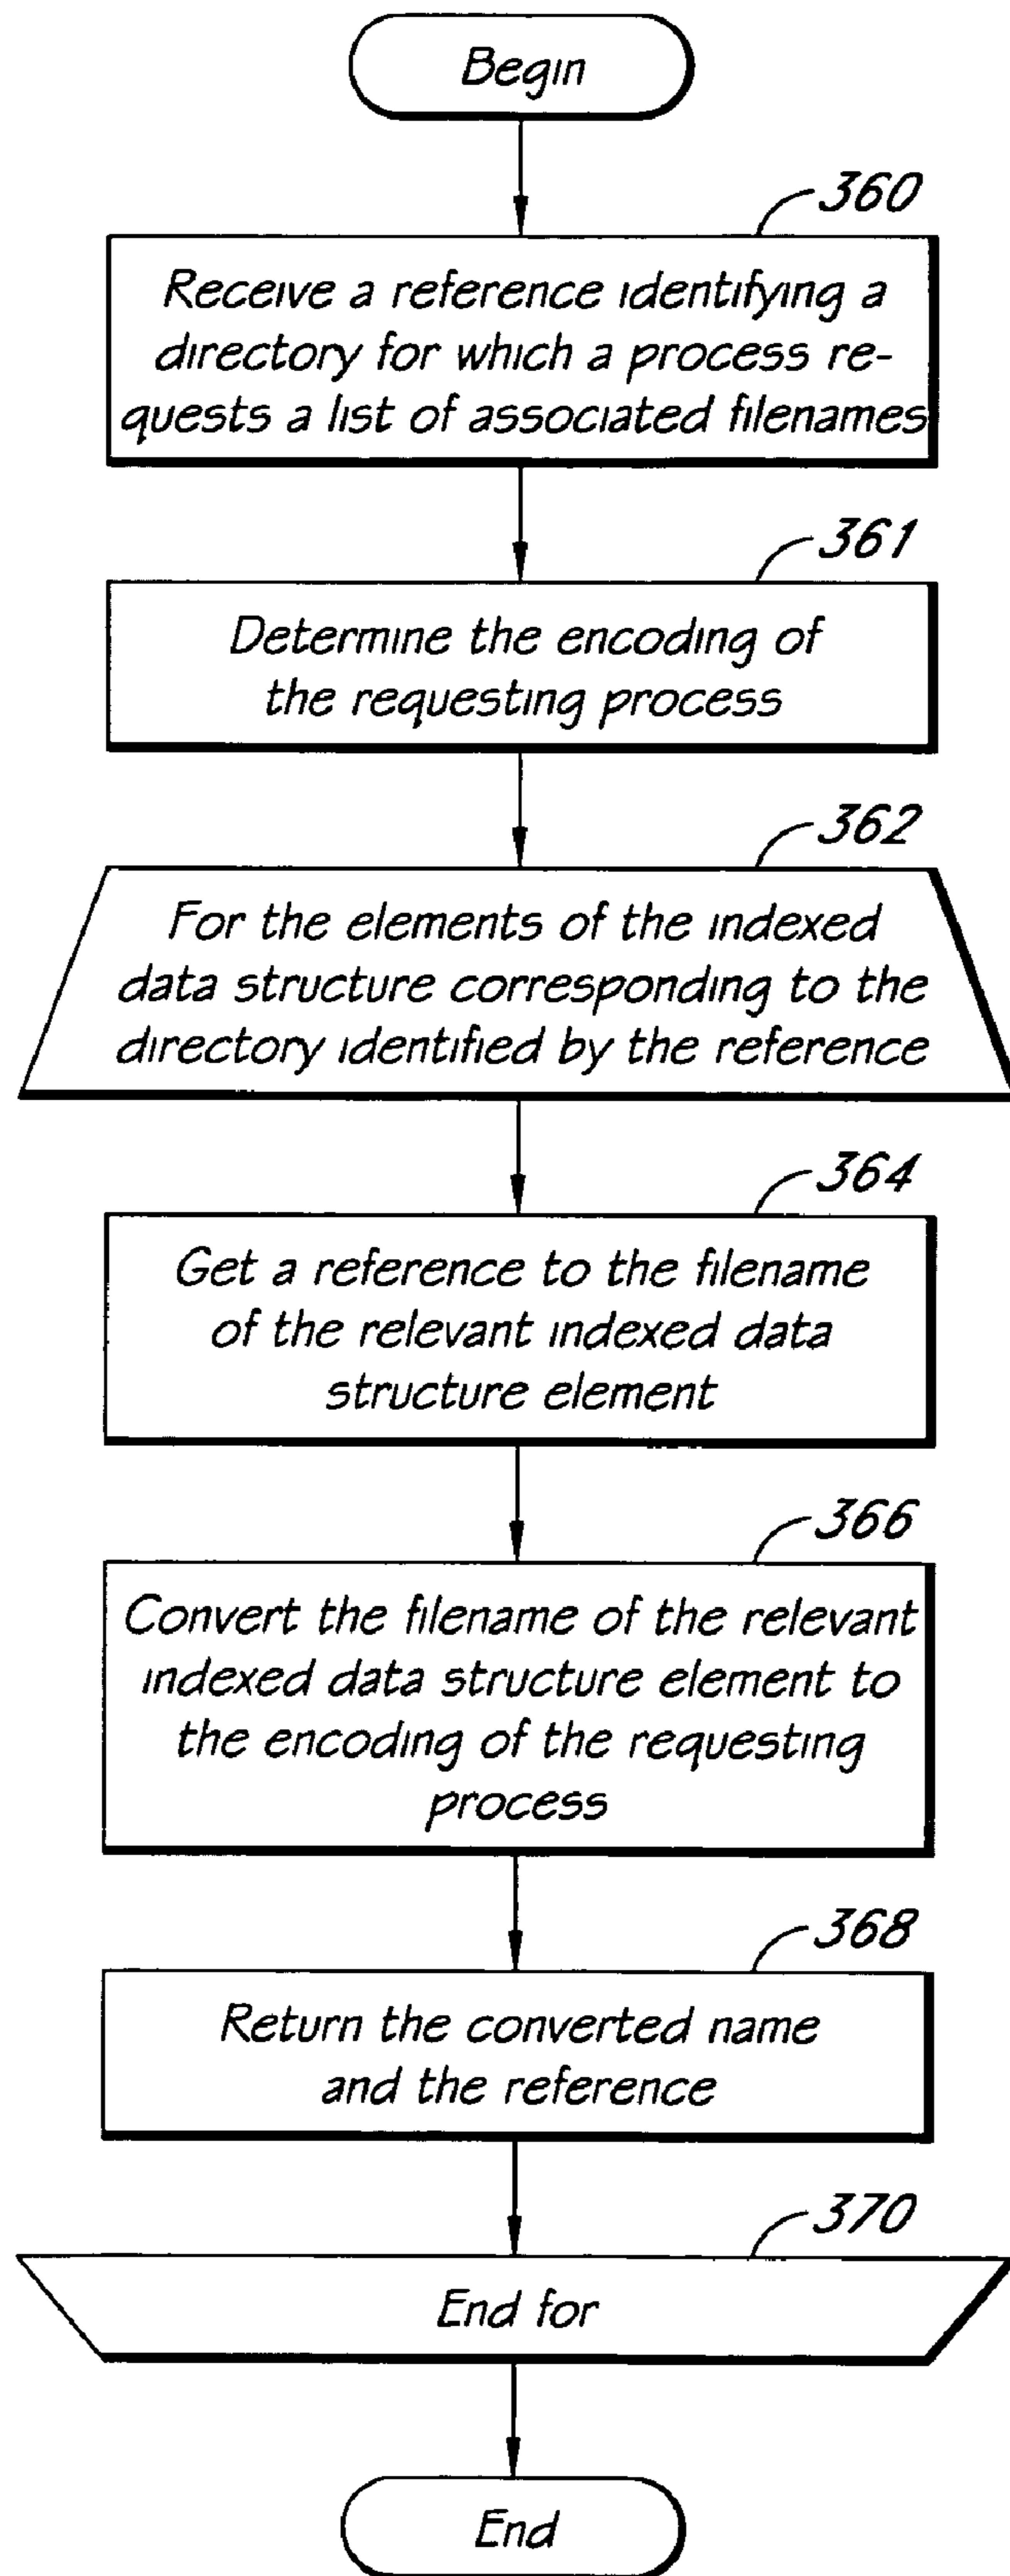 Begin
360
Receive a reference identifying a
directory for which a process re-
quests a list of associated filenames
361
Determine the encoding of
the requesting process
362
For the elements of the indexed
data structure corresponding to the
directory identified by the reference
364
Get a reference to the filename
of the relevant indexed data
structure element
366
Convert the filename of the relevant
indexed data structure element to
the encoding of the requesting
process
368
Return the converted name
and the reference
370
End for
End